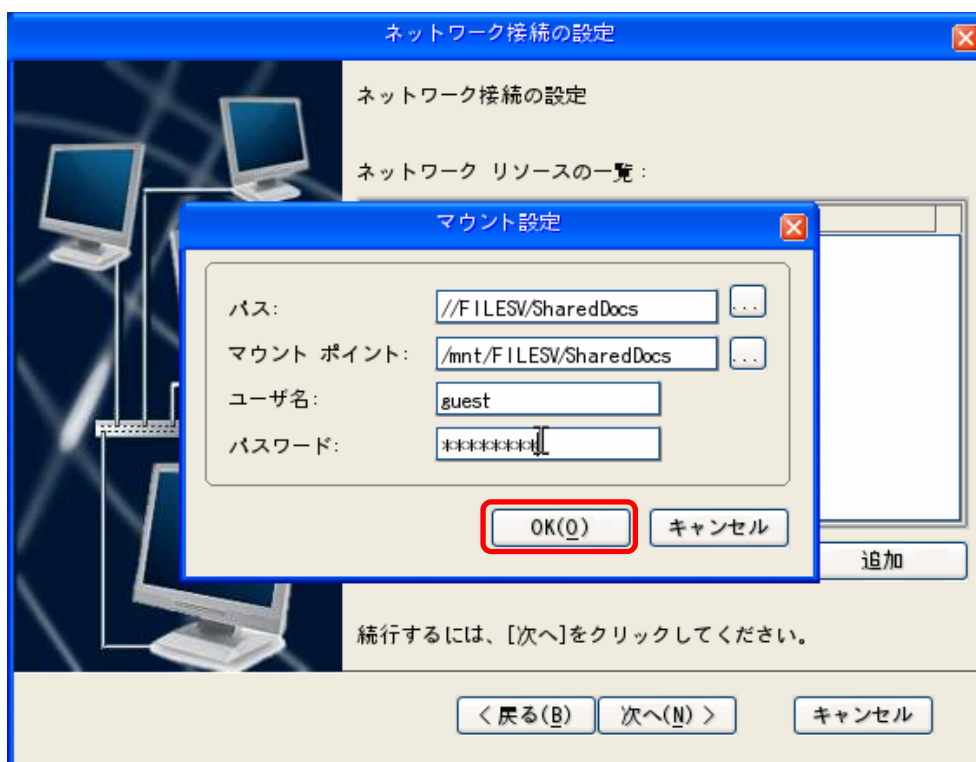 ネットワーク接続の設定
ネットワーク接続の設定
ネットワーク リソースの一覧:
マウント設定
パス: //FILESV/SharedDocs ...
マウント ポイント: /mnt/FILESV/SharedDocs ...
ユーザ名: guest
パスワード: ********
OK(O) キャンセル
追加
続行するには、[次へ]をクリックしてください。
< 戻る(B) 次へ(N) > キャンセル